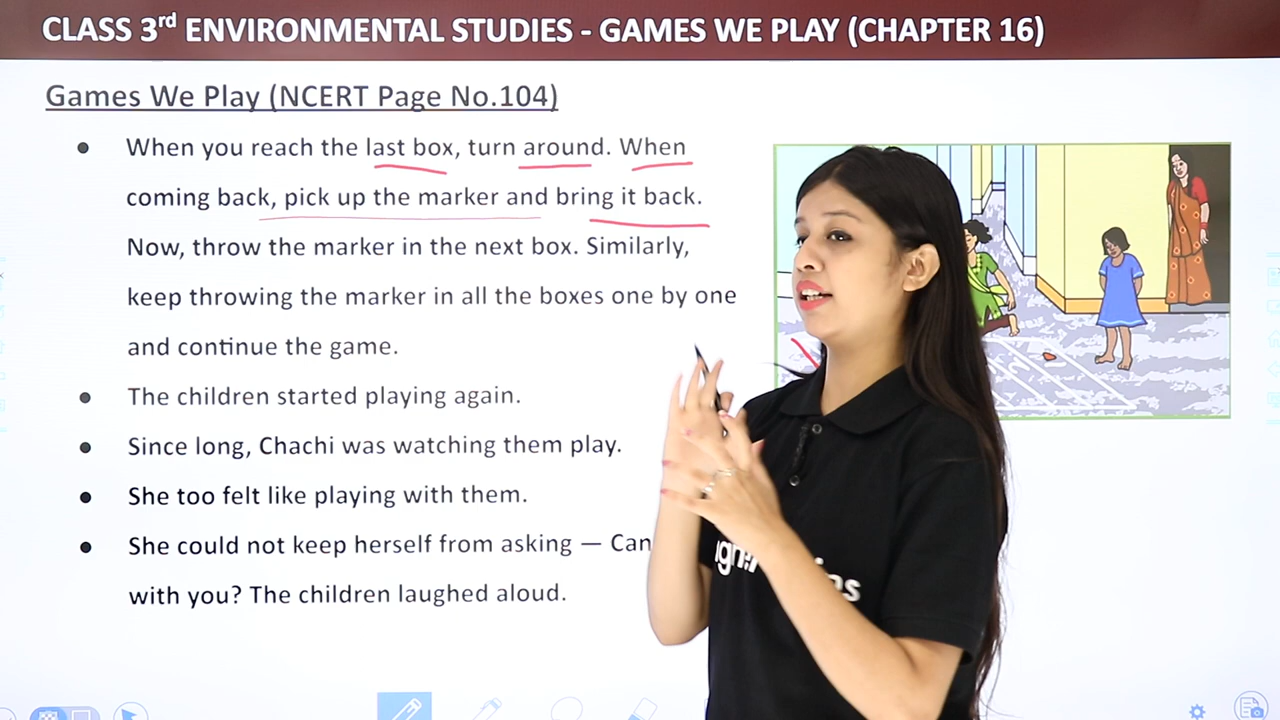 CLASS 3rd ENVIRONMENTAL STUDIES - GAMES WE PLAY (CHAPTER 16)
Games We Play (NCERT Page No.104)
● When you reach the last box, turn around. When
coming back, pick up the marker and bring it back.
Now, throw the marker in the next box. Similarly,
keep throwing the marker in all the boxes one by one
and continue the game.
● The children started playing again.
● Since long, Chachi was watching them play.
● She too felt like playing with them.
● She could not keep herself from asking — Can
with you? The children laughed aloud.